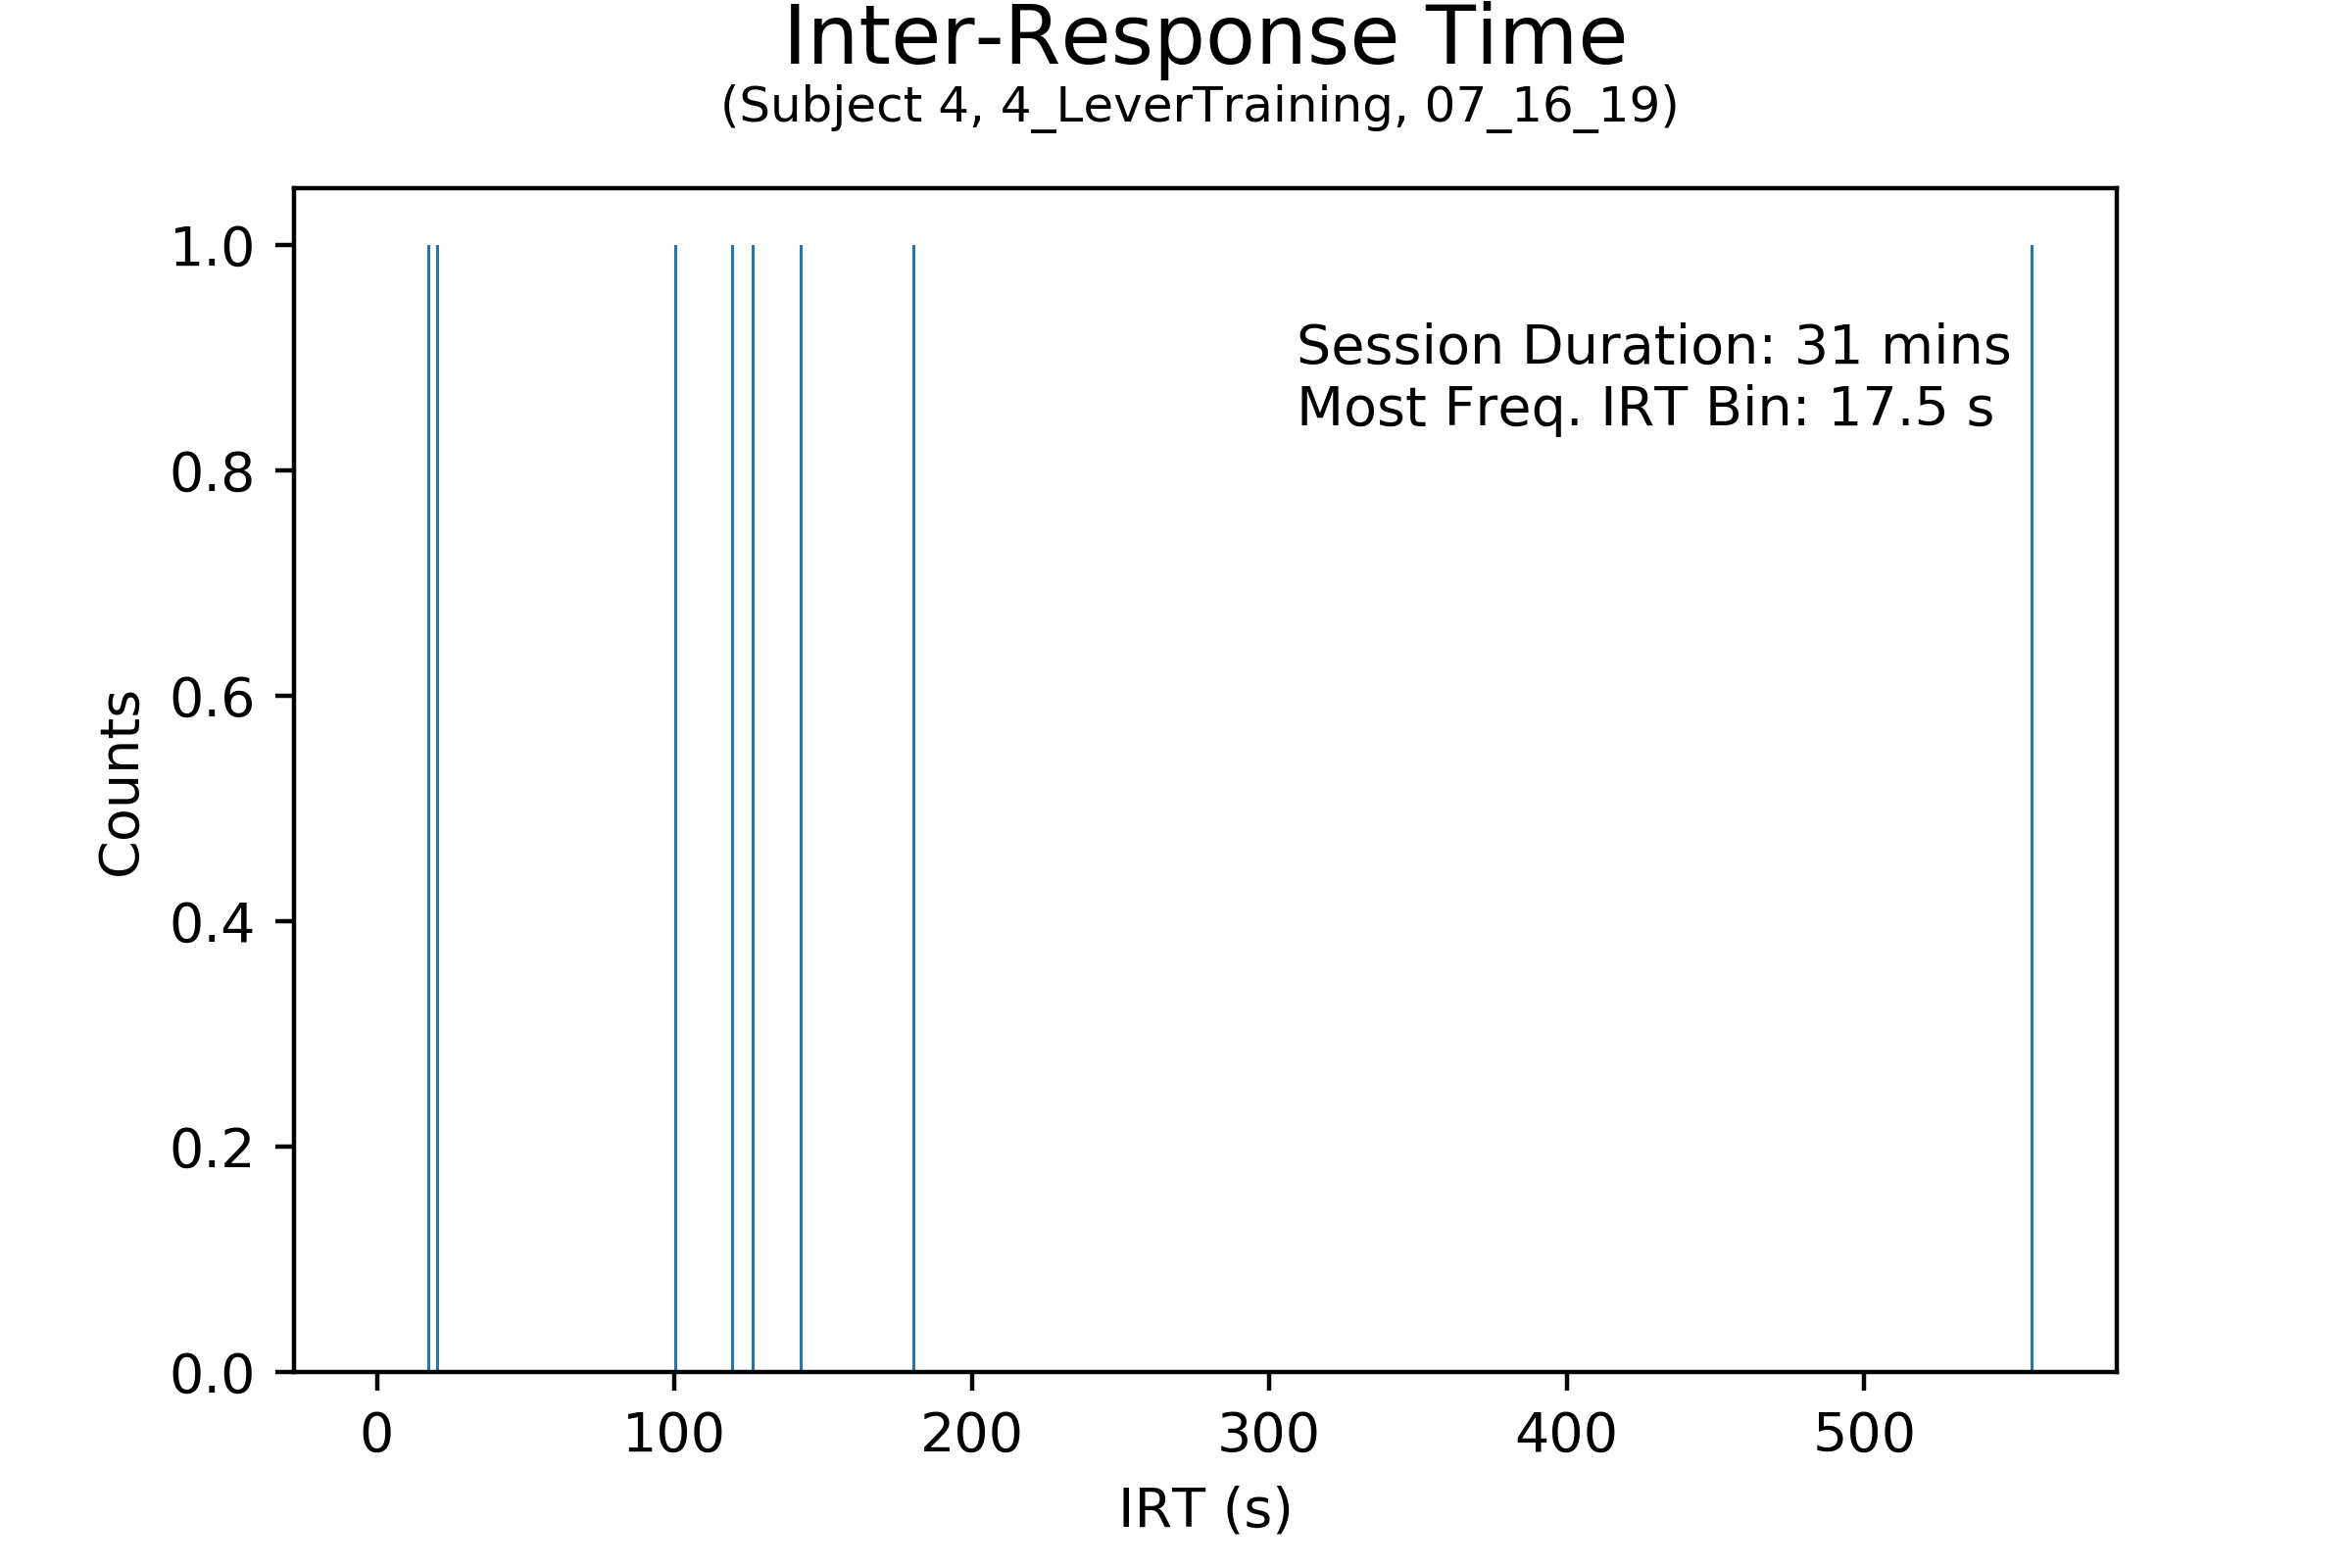 Inter-Response Time
(Subject 4, 4_LeverTraining, 07_16_19)
1.0
0.8
0.6
0.4
0.2
0.0
Counts
Session Duration: 31 mins
Most Freq. IRT Bin: 17.5 s
0 100 200 300 400 500
IRT (s)